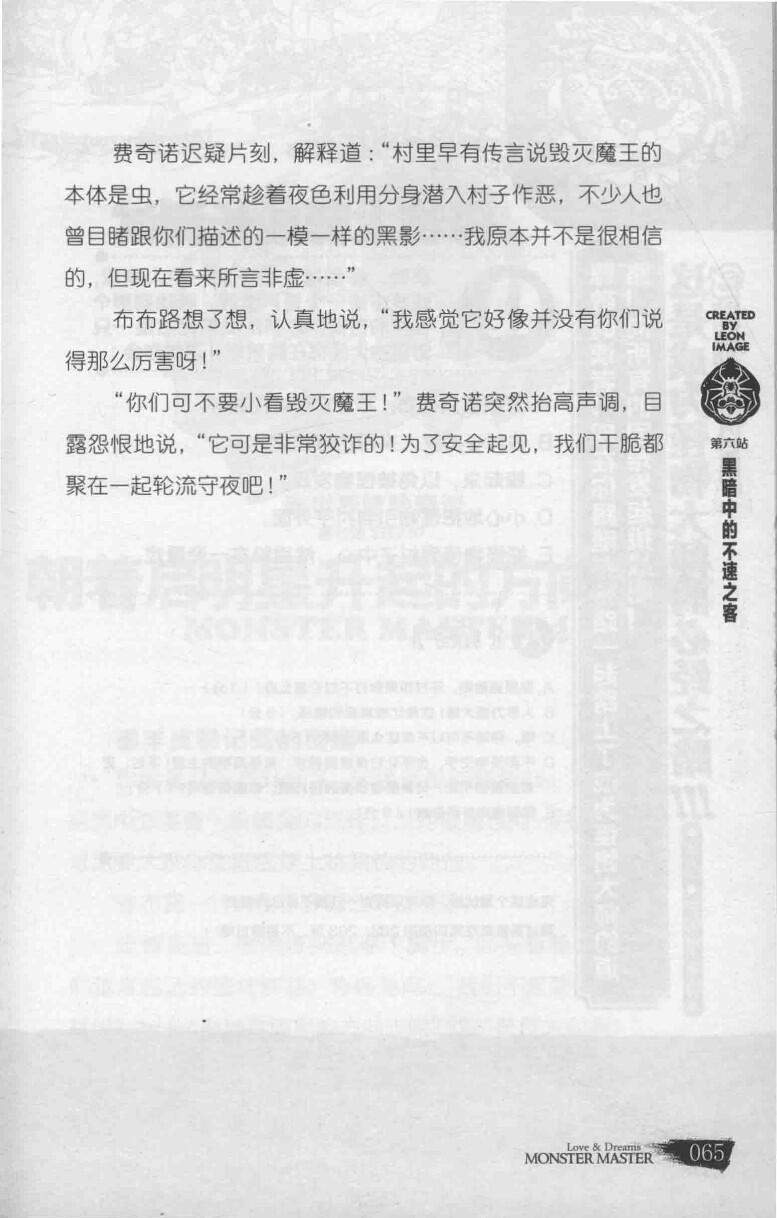 费奇诺迟疑片刻，解释道：“村里早有传言说毁灭魔王的
本体是虫，它经常趁着夜色利用分身潜入村子作恶，不少人也
曾目睹跟你们描述的一模一样的黑影……我原本并不是很相信
的，但现在看来所言非虚……”
布布路想了想，认真地说，“我感觉它好像并没有你们说
得那么厉害呀！”
“你们可不要小看毁灭魔王！”费奇诺突然抬高声调，目
露怨恨地说，“它可是非常狡诈的！为了安全起见，我们干脆都
聚在一起轮流守夜吧！”
CREATED
BY
LEON
IMAGE
第六站
黑暗中的不速之客
Love & Dreams
MONSTER MASTER
065